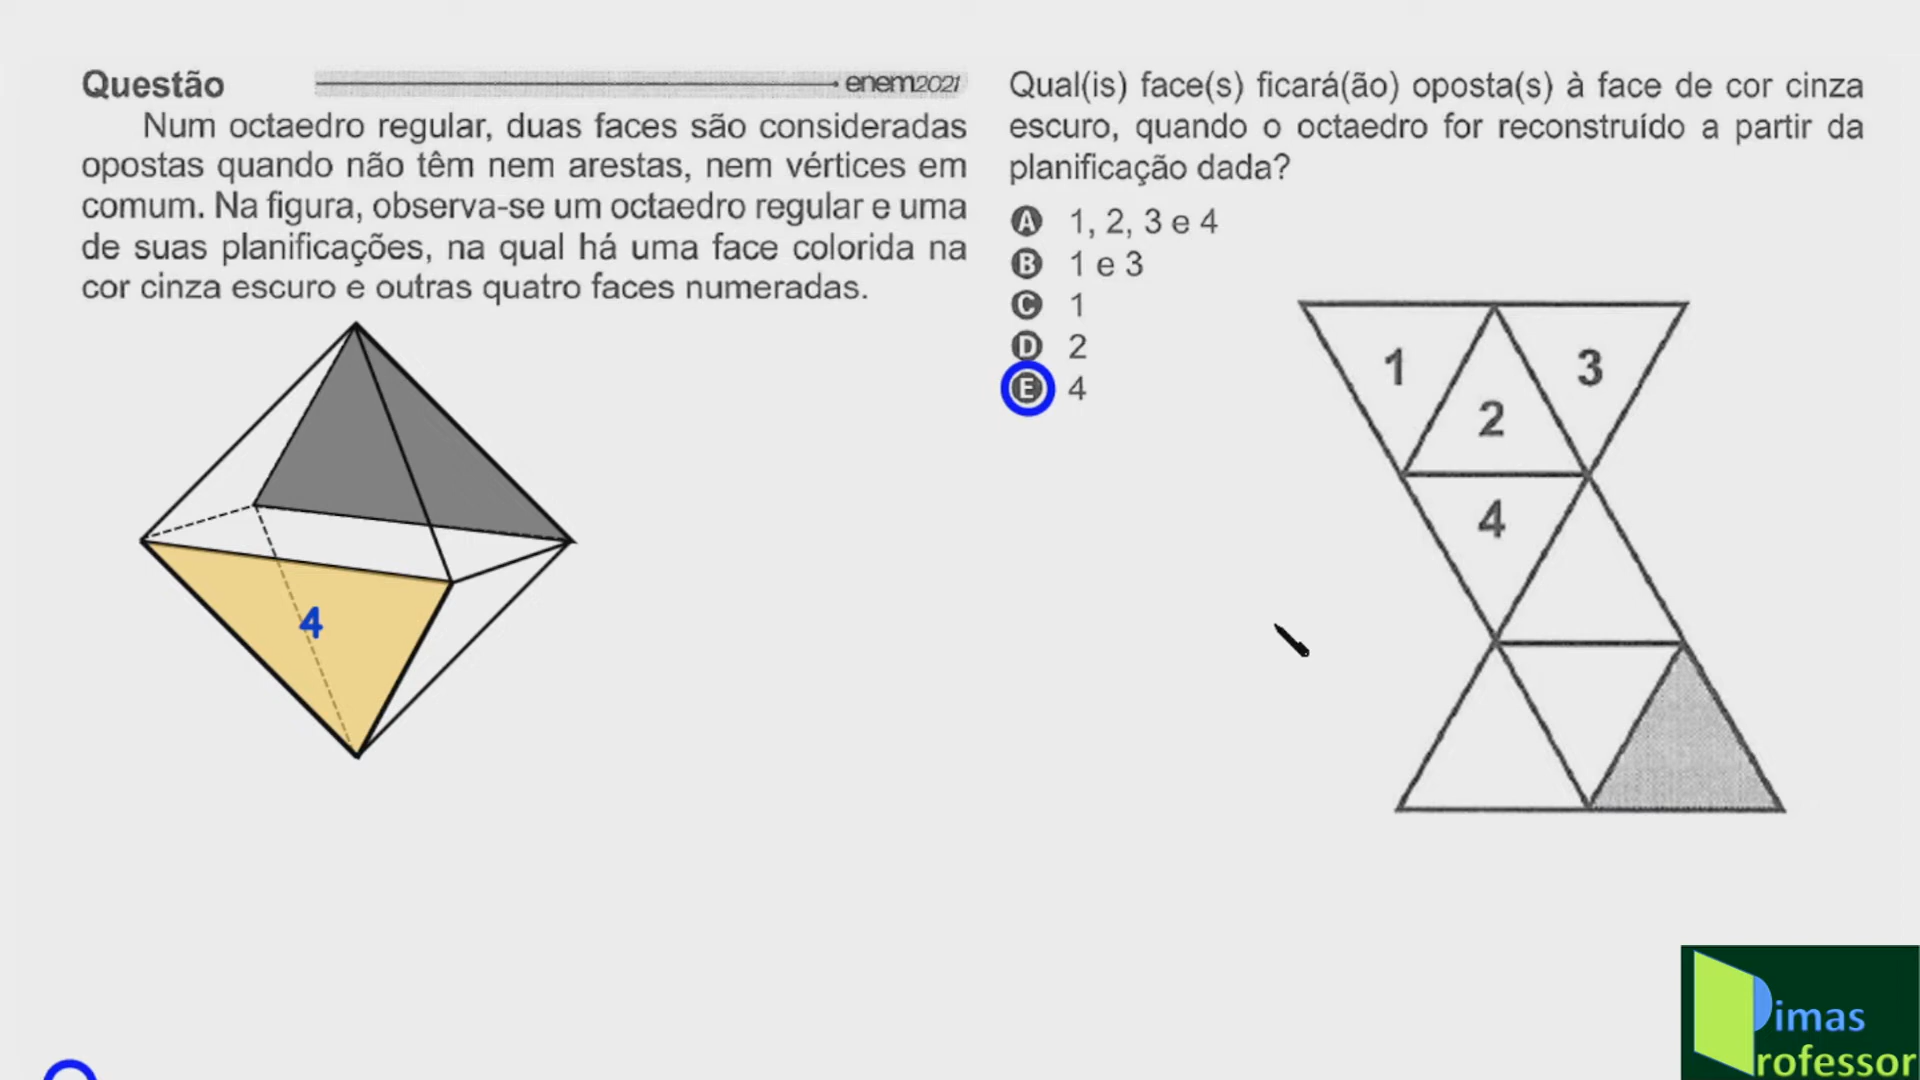 Questão
enem2021
Num octaedro regular, duas faces são consideradas
opostas quando não têm nem arestas, nem vértices em
comum. Na figura, observa-se um octaedro regular e uma
de suas planificações, na qual há uma face colorida na
cor cinza escuro e outras quatro faces numeradas.
4
Qual(is) face(s) ficará(ão) oposta(s) à face de cor cinza
escuro, quando o octaedro for reconstruído a partir da
planificação dada?
A 1, 2, 3 e 4
B 1 e 3
C 1
D 2
E 4
1
3
2
4
Dimas
Professor